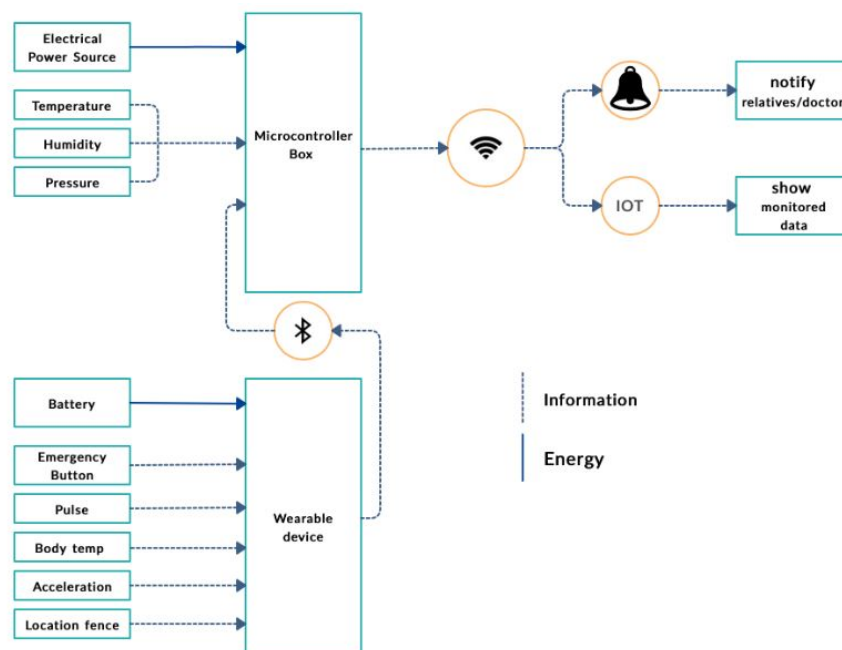 Electrical
Power Source
Temperature
Humidity
Pressure
Microcontroller
Box
notify
relatives/doctor
IOT
show
monitored
data
Battery
Emergency
Button
Pulse
Body temp
Acceleration
Location fence
Wearable
device
Information
Energy